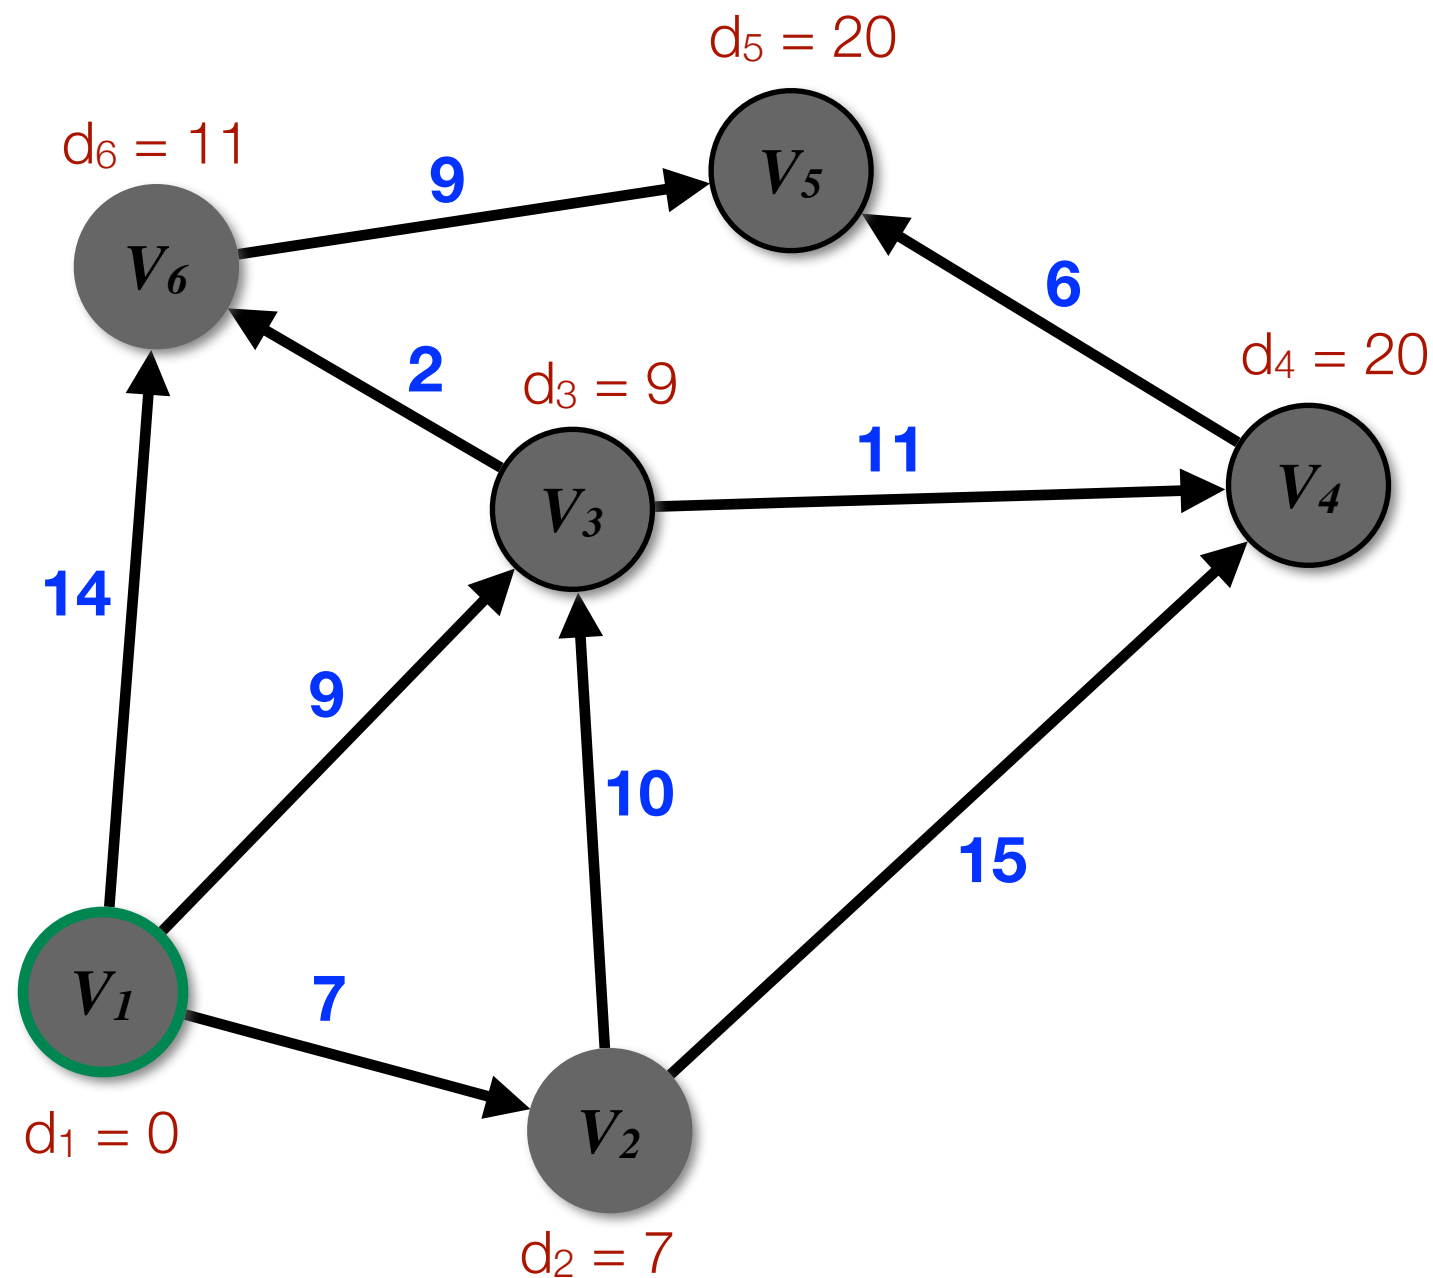 d₅ = 20
d₆ = 11
9
V₅
V₆
6
2
d₃ = 9
d₄ = 20
11
V₃
V₄
14
9
10
15
V₁
7
d₁ = 0
V₂
d₂ = 7